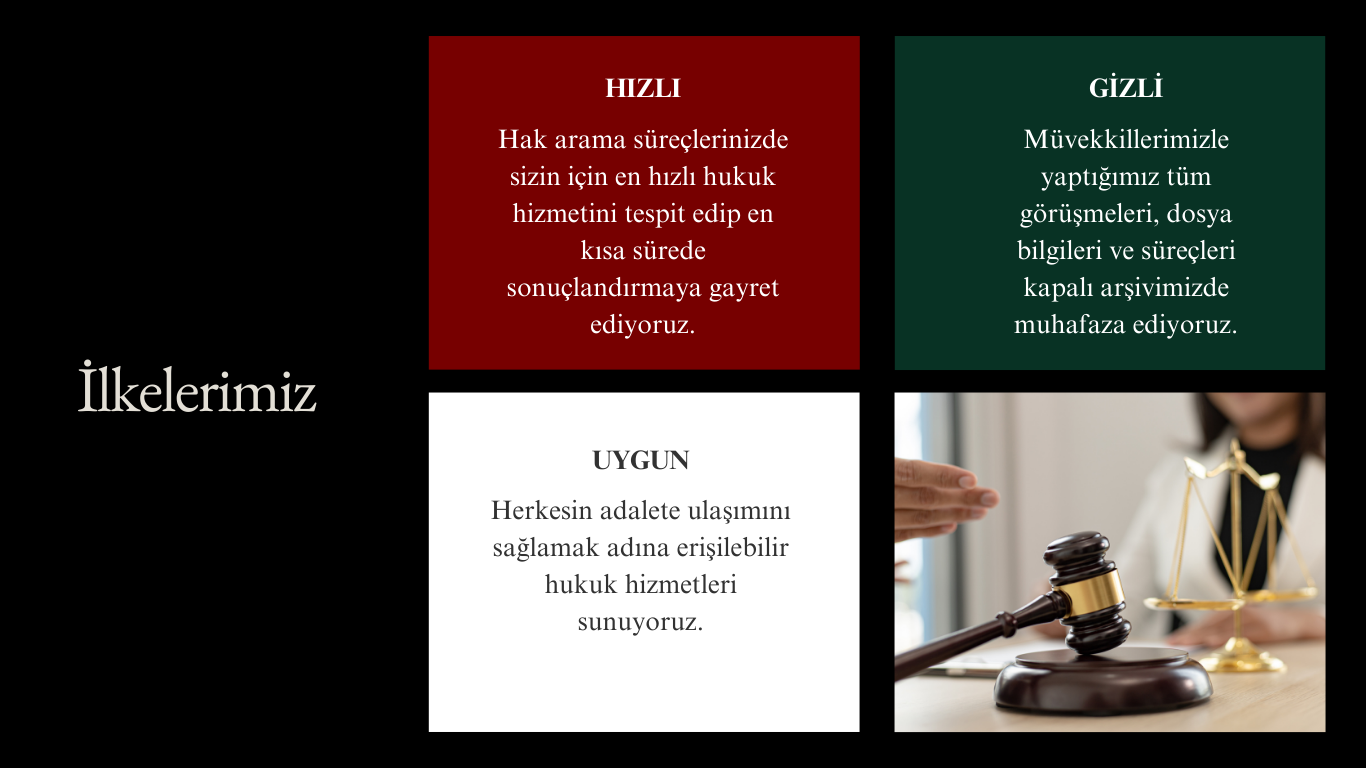 İlkelerimiz
HIZLI
Hak arama süreçlerinizde
sizin için en hızlı hukuk
hizmetini tespit edip en
kısa sürede
sonuçlandırmaya gayret
ediyoruz.
GİZLİ
Müvekkillerimizle
yaptığımız tüm
görüşmeleri, dosya
bilgileri ve süreçleri
kapalı arşivimizde
muhafaza ediyoruz.
UYGUN
Herkesin adalete ulaşımını
sağlamak adına erişilebilir
hukuk hizmetleri
sunuyoruz.